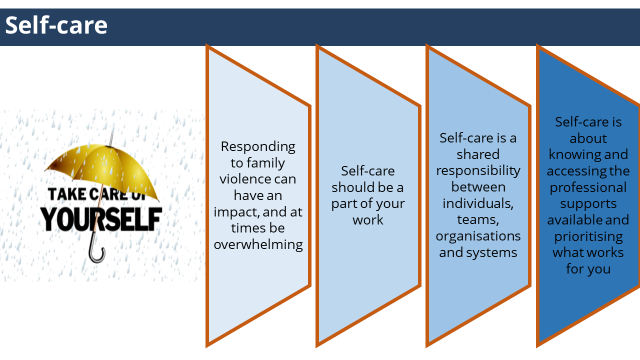 Self-care
TAKE CARE OF
YOURSELF
Responding
to family
violence can
have an
impact, and at
times be
overwhelming
Self-care
should be a
part of your
work
Self-care is a
shared
responsibility
between
individuals,
teams,
organisations
and systems
Self-care is
about
knowing and
accessing the
professional
supports
available and
prioritising
what works
for you